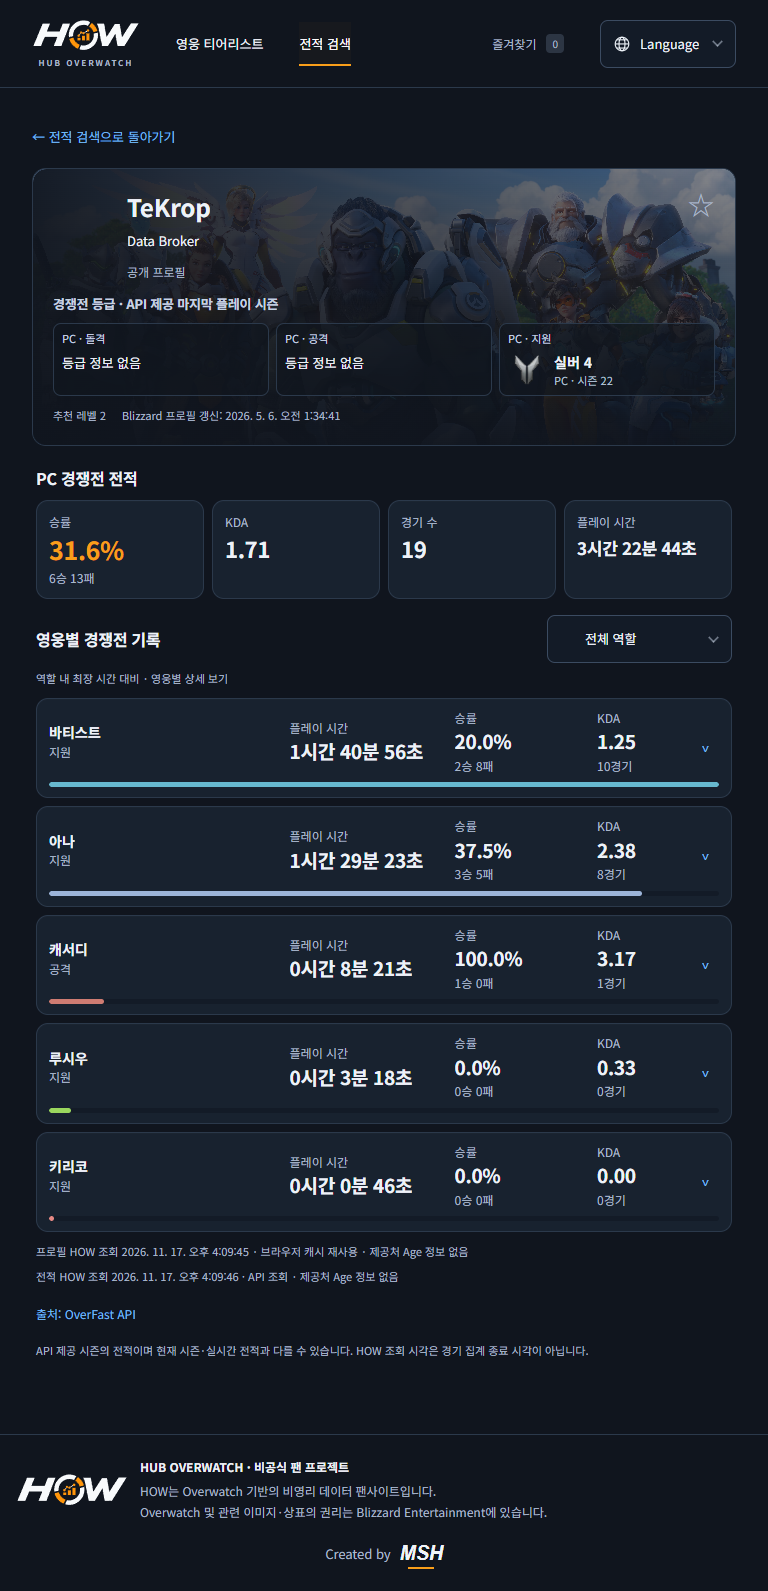 HOW
HUB OVERWATCH
영웅 티어리스트
전적 검색
즐겨찾기 0
Language
← 전적 검색으로 돌아가기
TeKrop
Data Broker
공개 프로필
경쟁전 등급 · API 제공 마지막 플레이 시즌
PC · 돌격
등급 정보 없음
PC · 공격
등급 정보 없음
PC · 지원
실버 4
PC · 시즌 22
추천 레벨 2 Blizzard 프로필 갱신: 2026. 5. 6. 오전 1:34:41
PC 경쟁전 전적
승률
31.6%
6승 13패
KDA
1.71
경기 수
19
플레이 시간
3시간 22분 44초
영웅별 경쟁전 기록
전체 역할
역할 내 최장 시간 대비 · 영웅별 상세 보기
바티스트
지원
플레이 시간
1시간 40분 56초
승률
20.0%
2승 8패
KDA
1.25
10경기
v
아나
지원
플레이 시간
1시간 29분 23초
승률
37.5%
3승 5패
KDA
2.38
8경기
v
캐서디
공격
플레이 시간
0시간 8분 21초
승률
100.0%
1승 0패
KDA
3.17
1경기
v
루시우
지원
플레이 시간
0시간 3분 18초
승률
0.0%
0승 0패
KDA
0.33
0경기
v
키리코
지원
플레이 시간
0시간 0분 46초
승률
0.0%
0승 0패
KDA
0.00
0경기
v
프로필 HOW 조회 2026. 11. 17. 오후 4:09:45 · 브라우저 캐시 재사용 · 제공처 Age 정보 없음
전적 HOW 조회 2026. 11. 17. 오후 4:09:46 · API 조회 · 제공처 Age 정보 없음
출처: OverFast API
API 제공 시즌의 전적이며 현재 시즌·실시간 전적과 다를 수 있습니다. HOW 조회 시각은 경기 집계 종료 시각이 아닙니다.
HOW
HUB OVERWATCH · 비공식 팬 프로젝트
HOW는 Overwatch 기반의 비영리 데이터 팬사이트입니다.
Overwatch 및 관련 이미지·상표의 권리는 Blizzard Entertainment에 있습니다.
Created by MSH